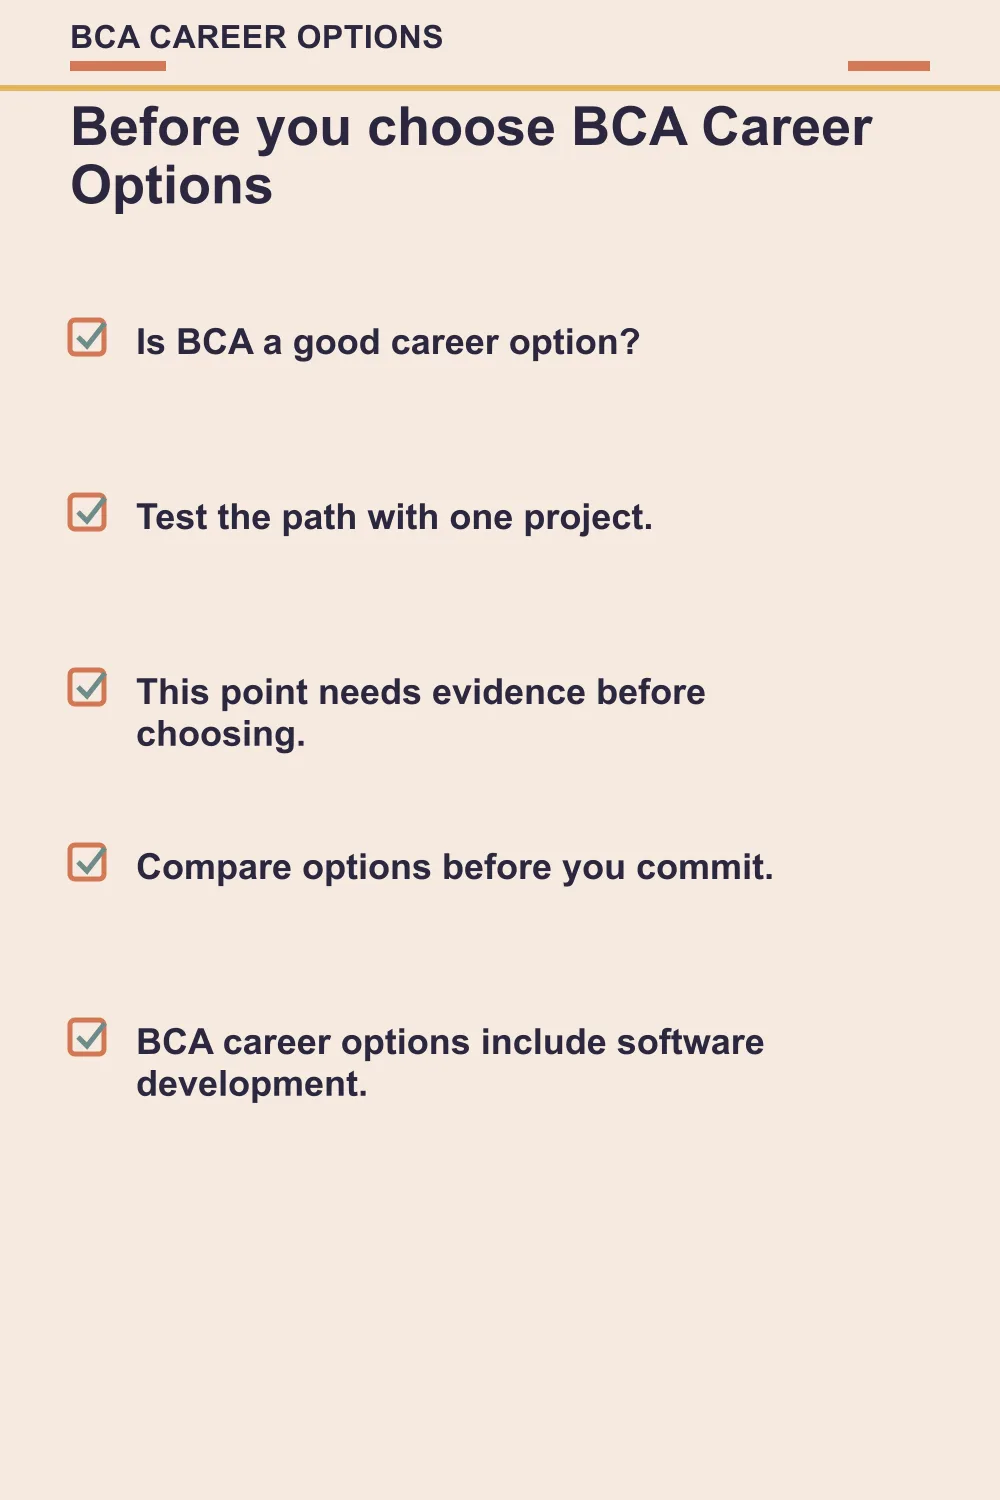 BCA CAREER OPTIONS
Before you choose BCA Career
Options
Is BCA a good career option?
Test the path with one project.
This point needs evidence before
choosing.
Compare options before you commit.
BCA career options include software
development.